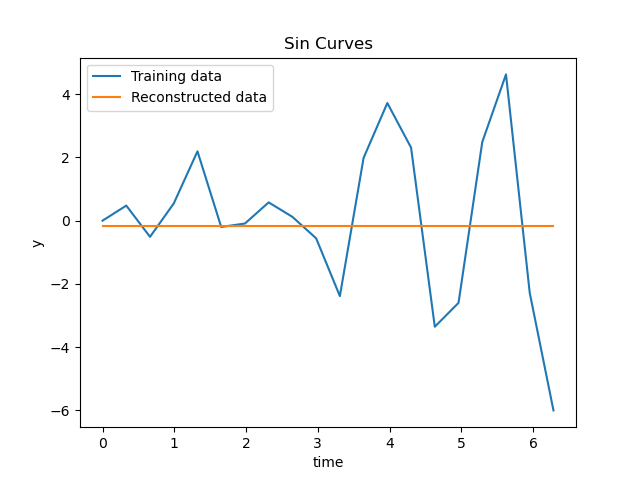 Sin Curves
Training data
Reconstructed data
4
2
0
−2
−4
−6
y
0 1 2 3 4 5 6
time